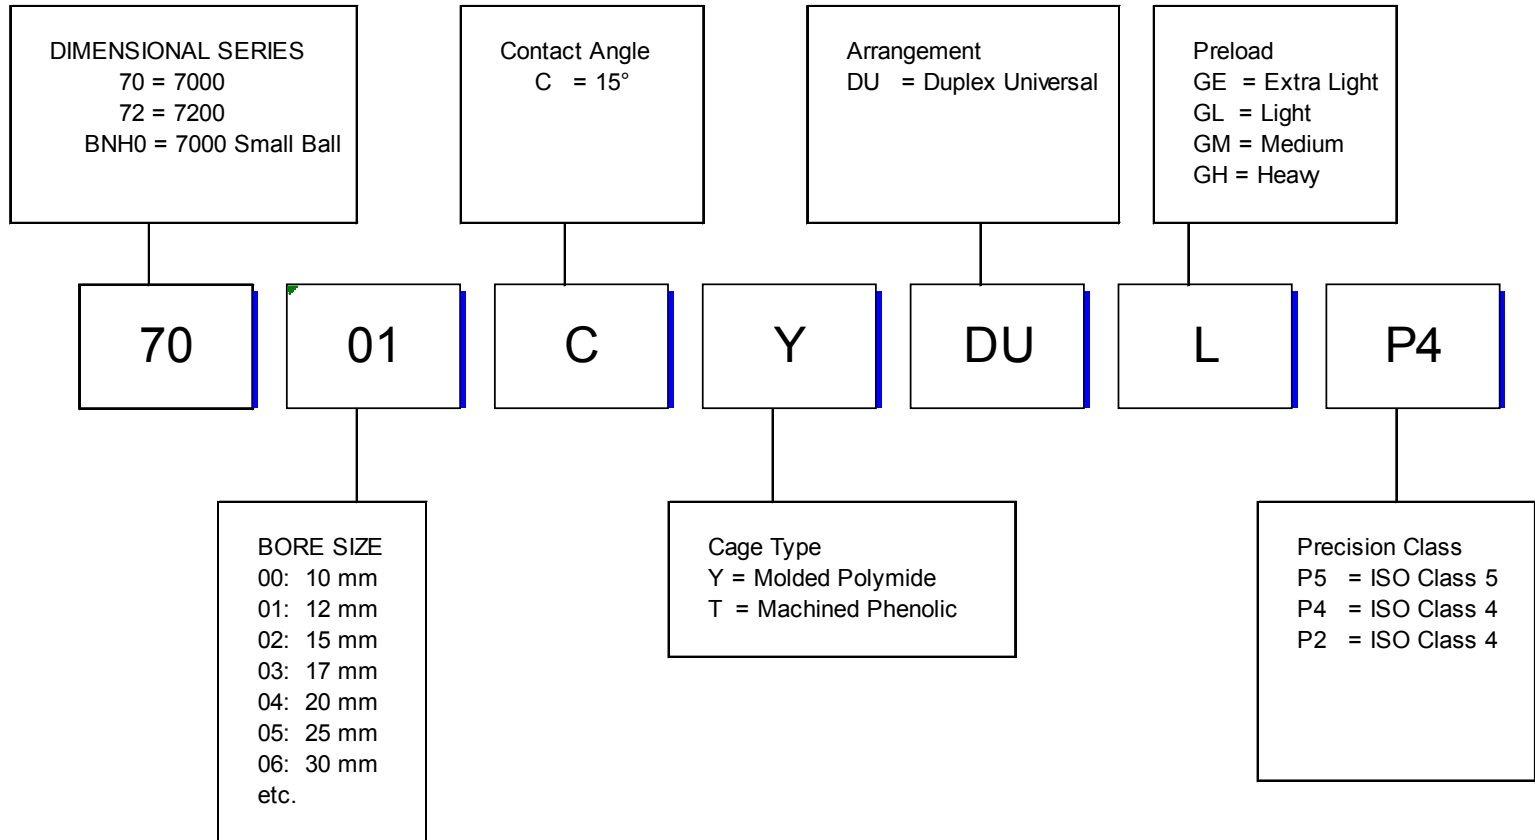 DIMENSIONAL SERIES
70 = 7000
72 = 7200
BNH0 = 7000 Small Ball
Contact Angle
C = 15°
Arrangement
DU = Duplex Universal
Preload
GE = Extra Light
GL = Light
GM = Medium
GH = Heavy
70
01
C
Y
DU
L
P4
BORE SIZE
00: 10 mm
01: 12 mm
02: 15 mm
03: 17 mm
04: 20 mm
05: 25 mm
06: 30 mm
etc.
Cage Type
Y = Molded Polymide
T = Machined Phenolic
Precision Class
P5 = ISO Class 5
P4 = ISO Class 4
P2 = ISO Class 4